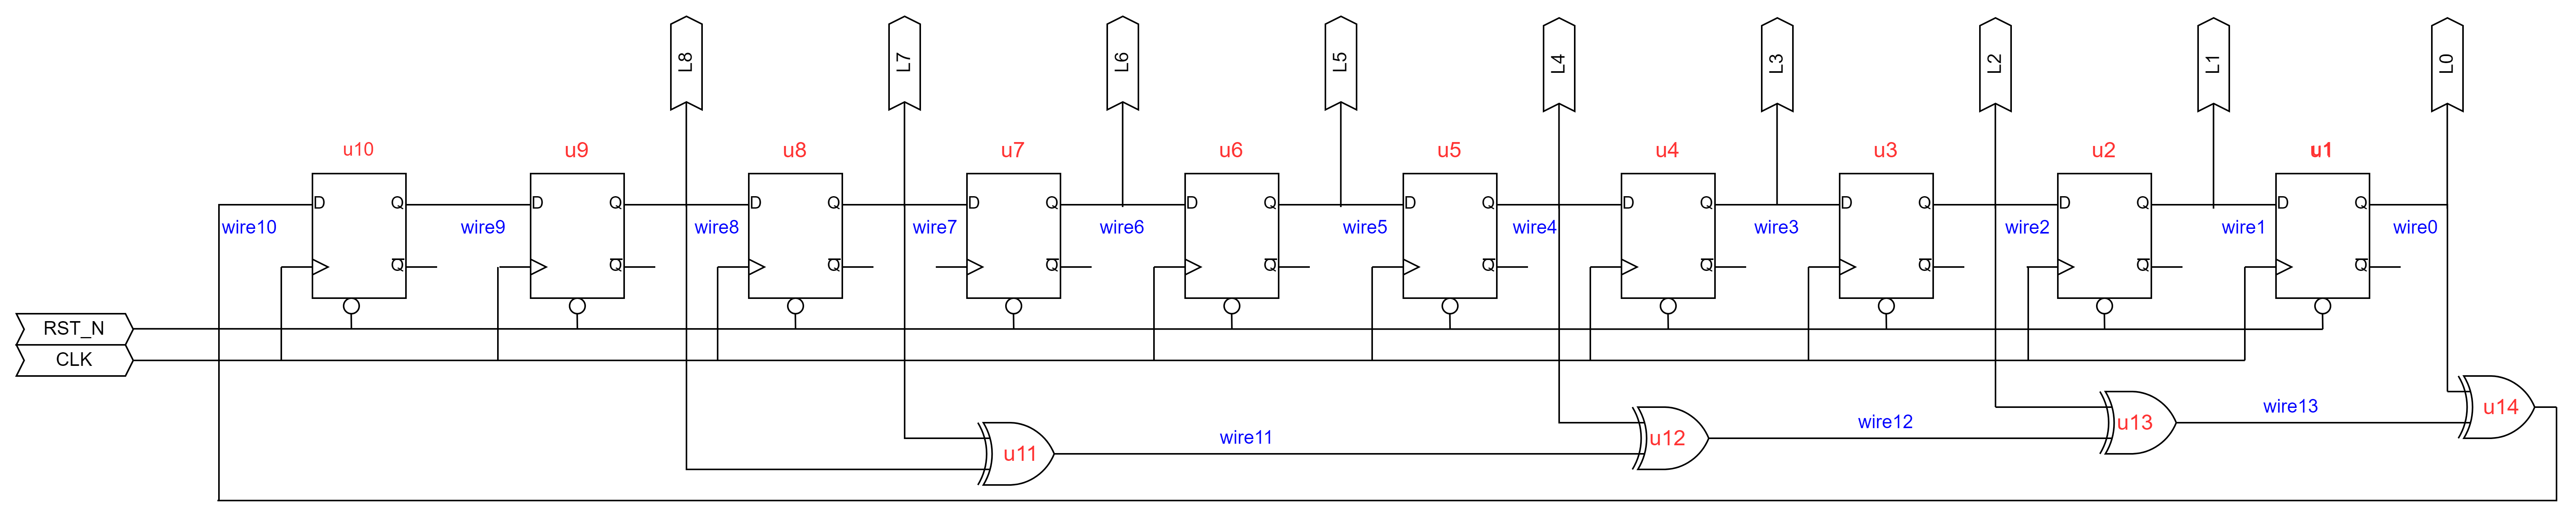 L8 L7 L6 L5 L4 L3 L2 L1 L0
u10 u9 u8 u7 u6 u5 u4 u3 u2 u1
D Q D Q D Q D Q D Q D Q D Q D Q D Q D Q
wire10 wire9 wire8 wire7 wire6 wire5 wire4 wire3 wire2 wire1 wire0
Q̅ Q̅ Q̅ Q̅ Q̅ Q̅ Q̅ Q̅ Q̅ Q̅
RST_N
CLK
u11 wire11 u12 wire12 u13 wire13 u14